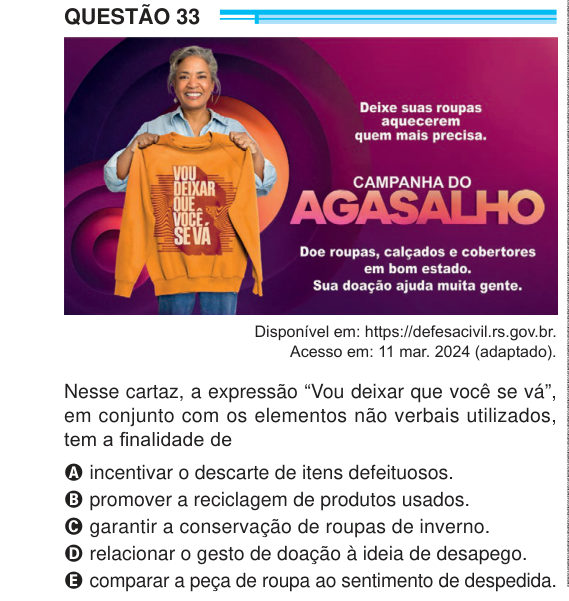 QUESTÃO 33
Deixe suas roupas
aquecerem
quem mais precisa.
VOU
DEIXAR
QUE
VOCÊ
SE VÁ
CAMPANHA DO
AGASALHO
Doe roupas, calçados e cobertores
em bom estado.
Sua doação ajuda muita gente.
Disponível em: https://defesacivil.rs.gov.br.
Acesso em: 11 mar. 2024 (adaptado).
Nesse cartaz, a expressão “Vou deixar que você se vá”,
em conjunto com os elementos não verbais utilizados,
tem a finalidade de
A incentivar o descarte de itens defeituosos.
B promover a reciclagem de produtos usados.
C garantir a conservação de roupas de inverno.
D relacionar o gesto de doação à ideia de desapego.
E comparar a peça de roupa ao sentimento de despedida.